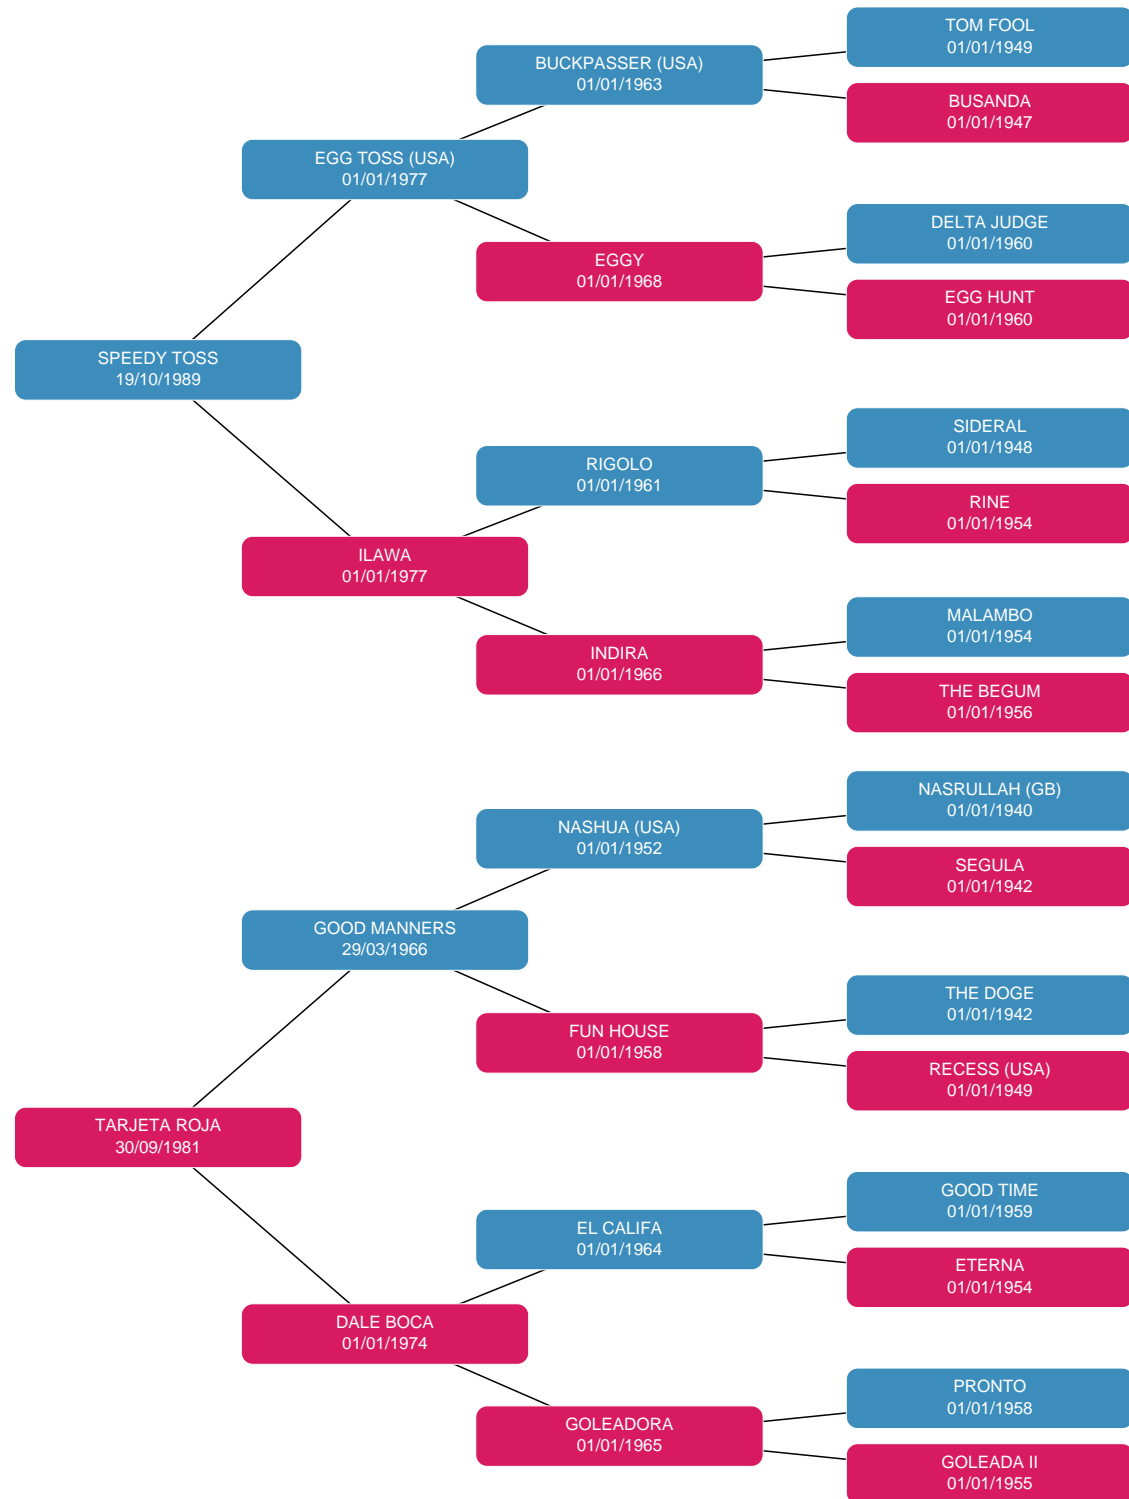 TOM FOOL
01/01/1949
BUCKPASSER (USA)
01/01/1963
BUSANDA
01/01/1947
EGG TOSS (USA)
01/01/1977
DELTA JUDGE
01/01/1960
EGGY
01/01/1968
EGG HUNT
01/01/1960
SPEEDY TOSS
19/10/1989
SIDERAL
01/01/1948
RIGOLO
01/01/1961
RINE
01/01/1954
ILAWA
01/01/1977
MALAMBO
01/01/1954
INDIRA
01/01/1966
THE BEGUM
01/01/1956
NASRULLAH (GB)
01/01/1940
NASHUA (USA)
01/01/1952
SEGULA
01/01/1942
GOOD MANNERS
29/03/1966
THE DOGE
01/01/1942
FUN HOUSE
01/01/1958
RECESS (USA)
01/01/1949
TARJETA ROJA
30/09/1981
GOOD TIME
01/01/1959
EL CALIFA
01/01/1964
ETERNA
01/01/1954
DALE BOCA
01/01/1974
PRONTO
01/01/1958
GOLEADORA
01/01/1965
GOLEADA II
01/01/1955